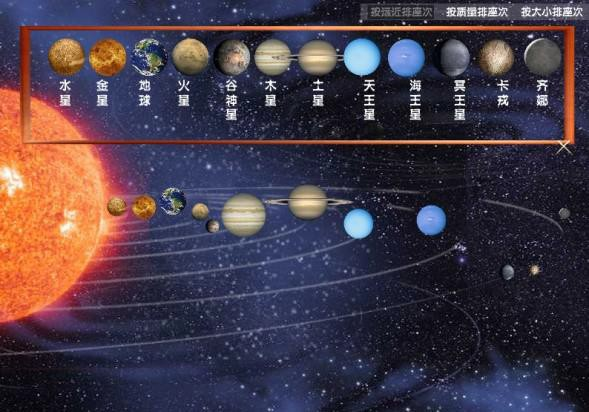 按远近排座次 按质量排座次 按大小排座次
水星 金星 地球 火星 谷神星 木星 土星 天王星 海王星 冥王星 卡戎 齐娜